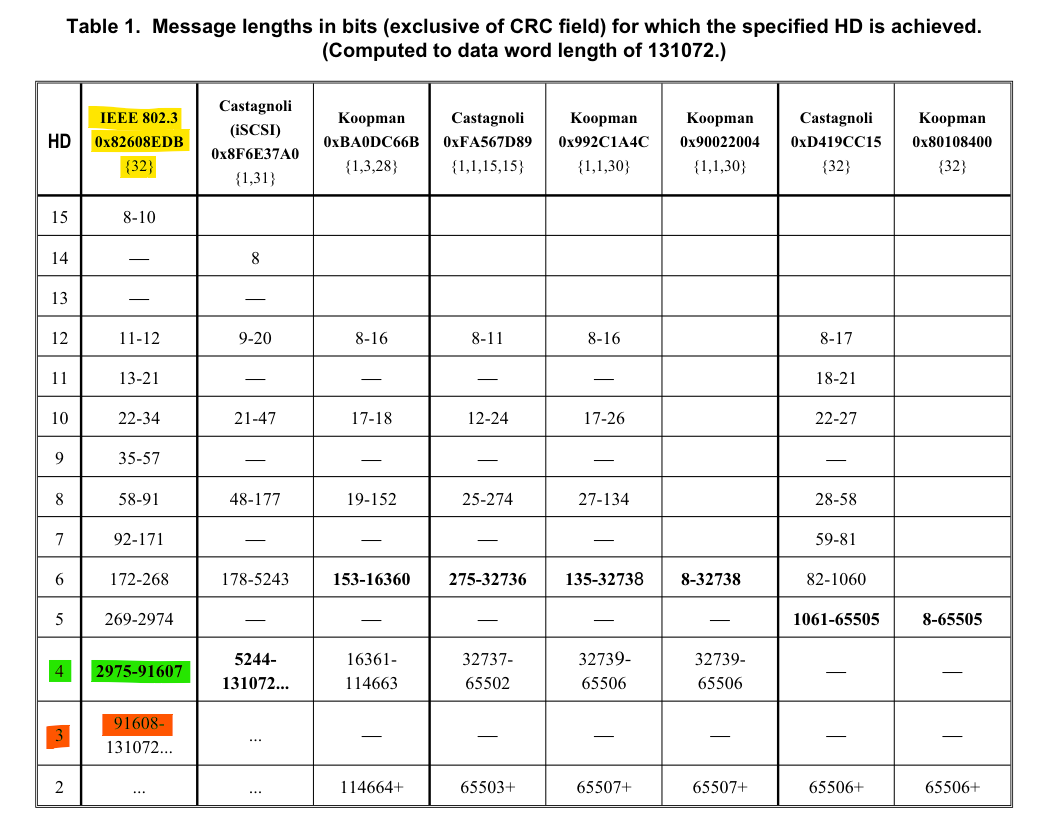 Table 1.  Message lengths in bits (exclusive of CRC field) for which the specified HD is achieved.
(Computed to data word length of 131072.)
HD | IEEE 802.3 0x82608EDB {32} | Castagnoli (iSCSI) 0x8F6E37A0 {1,31} | Koopman 0xBA0DC66B {1,3,28} | Castagnoli 0xFA567D89 {1,1,15,15} | Koopman 0x992C1A4C {1,1,30} | Koopman 0x90022004 {1,1,30} | Castagnoli 0xD419CC15 {32} | Koopman 0x80108400 {32}
15 | 8-10
14 | — | 8
13 | — | —
12 | 11-12 | 9-20 | 8-16 | 8-11 | 8-16 | | 8-17
11 | 13-21 | — | — | — | — | | 18-21
10 | 22-34 | 21-47 | 17-18 | 12-24 | 17-26 | | 22-27
9 | 35-57 | — | — | — | — | | —
8 | 58-91 | 48-177 | 19-152 | 25-274 | 27-134 | | 28-58
7 | 92-171 | — | — | — | — | | 59-81
6 | 172-268 | 178-5243 | 153-16360 | 275-32736 | 135-32738 | 8-32738 | 82-1060
5 | 269-2974 | — | — | — | — | — | 1061-65505 | 8-65505
4 | 2975-91607 | 5244-131072... | 16361-114663 | 32737-65502 | 32739-65506 | 32739-65506 | — | —
3 | 91608-131072... | ... | — | — | — | — | — | —
2 | ... | ... | 114664+ | 65503+ | 65507+ | 65507+ | 65506+ | 65506+